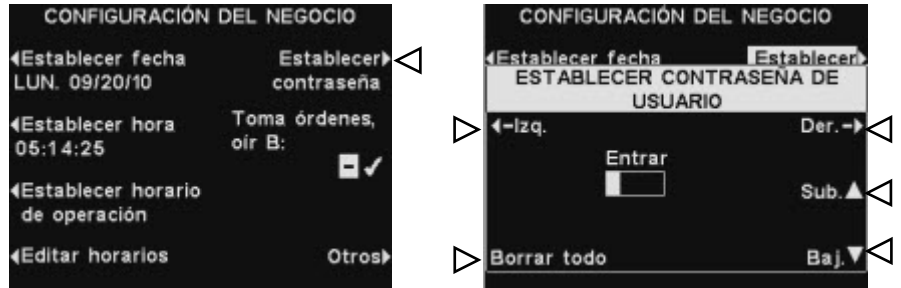 CONFIGURACIÓN DEL NEGOCIO
◄Establecer fecha
LUN. 09/20/10
Establecer►
contraseña
◄Establecer hora
05:14:25
Toma órdenes,
oír B:
◄Establecer horario
de operación
◄Editar horarios
Otros►
CONFIGURACIÓN DEL NEGOCIO
◄Establecer fecha
Establecer►
ESTABLECER CONTRASEÑA DE
USUARIO
◄-Izq.
Der.-►
Entrar
Sub.▲
Borrar todo
Baj.▼